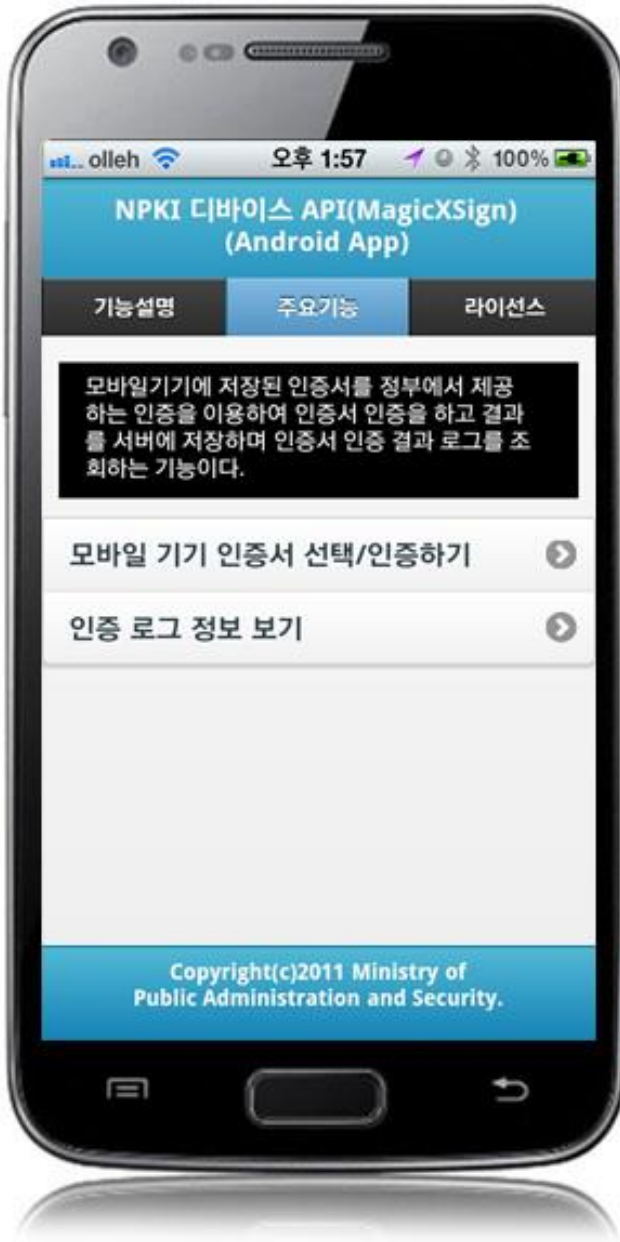 olleh 오후 1:57 100%
NPKI 디바이스 API(MagicXSign)
(Android App)
기능설명 주요기능 라이선스
모바일기기에 저장된 인증서를 정부에서 제공
하는 인증을 이용하여 인증서 인증을 하고 결과
를 서버에 저장하며 인증서 인증 결과 로그를 조
회하는 기능이다.
모바일 기기 인증서 선택/인증하기
인증 로그 정보 보기
Copyright(c)2011 Ministry of
Public Administration and Security.